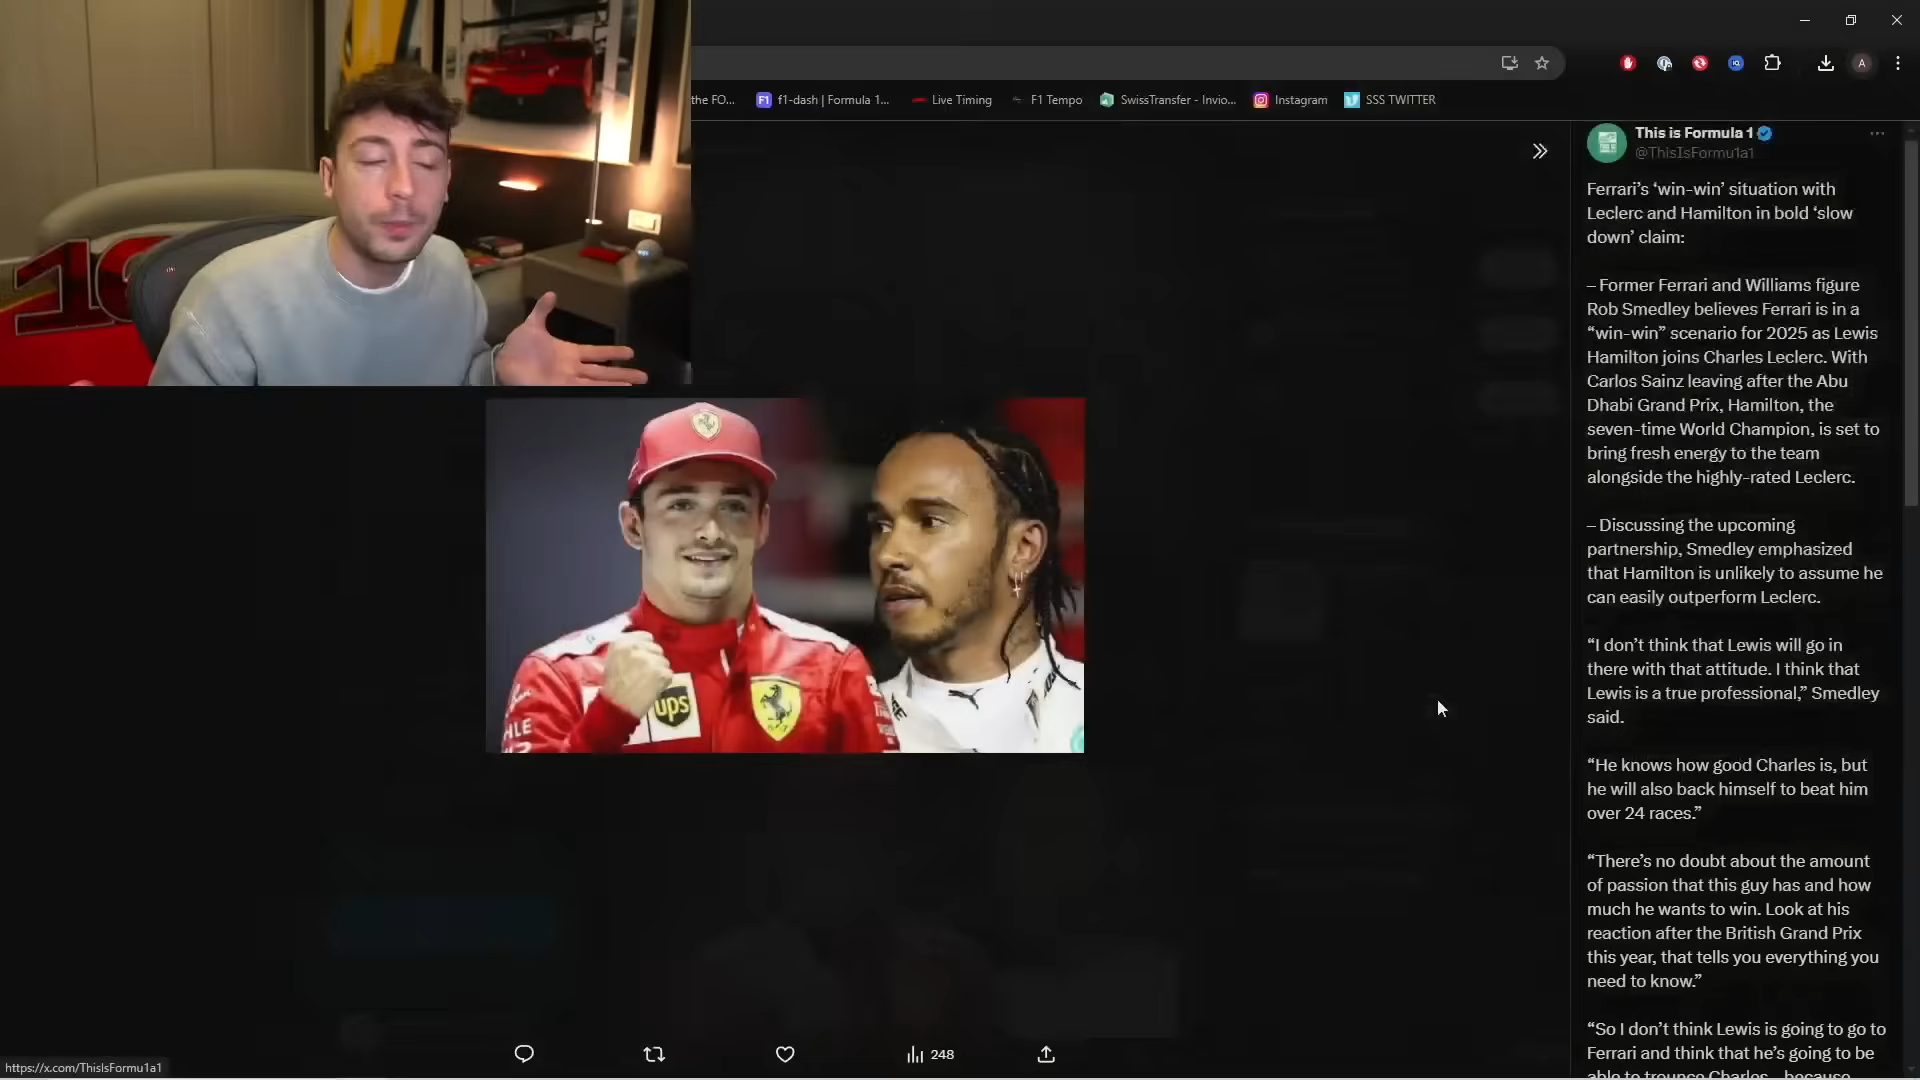 the FO...
f1-dash | Formula 1...
Live Timing
F1 Tempo
SwissTransfer - Invio...
Instagram
SSS TWITTER
A
This is Formula 1
@ThisIsFormu1a1
Ferrari’s ‘win-win’ situation with
Leclerc and Hamilton in bold ‘slow
down’ claim:
– Former Ferrari and Williams figure
Rob Smedley believes Ferrari is in a
“win-win” scenario for 2025 as Lewis
Hamilton joins Charles Leclerc. With
Carlos Sainz leaving after the Abu
Dhabi Grand Prix, Hamilton, the
seven-time World Champion, is set to
bring fresh energy to the team
alongside the highly-rated Leclerc.
– Discussing the upcoming
partnership, Smedley emphasized
that Hamilton is unlikely to assume he
can easily outperform Leclerc.
“I don’t think that Lewis will go in
there with that attitude. I think that
Lewis is a true professional,” Smedley
said.
“He knows how good Charles is, but
he will also back himself to beat him
over 24 races.”
“There’s no doubt about the amount
of passion that this guy has and how
much he wants to win. Look at his
reaction after the British Grand Prix
this year, that tells you everything you
need to know.”
“So I don’t think Lewis is going to go to
Ferrari and think that he’s going to be
able to trounce Charles because
16
ups
248
https://x.com/ThisIsFormu1a1